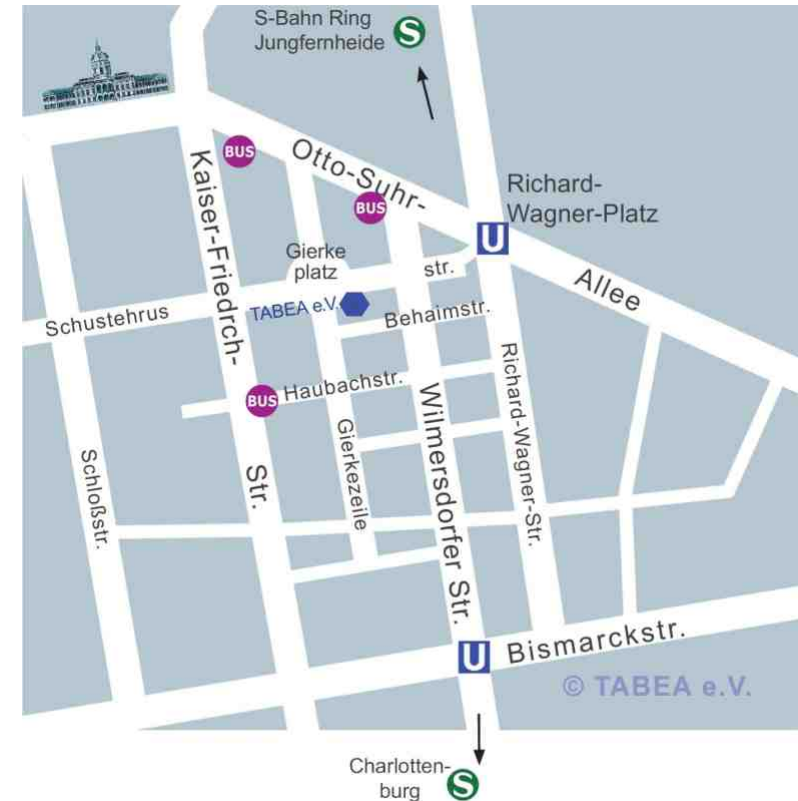 S-Bahn Ring
Jungfernheide
S
BUS
Otto-Suhr-
Allee
BUS
Richard-
Wagner-Platz
U
Kaiser-Friedrch-
Str.
Gierke
platz
str.
Schustehrus
TABEA e.V.
Behaimstr.
BUS
Haubachstr.
Gierkezeile
Wilmersdorfer Str.
Richard-Wagner-Str.
Schloßstr.
U
Bismarckstr.
© TABEA e.V.
Charlotten-
burg
S